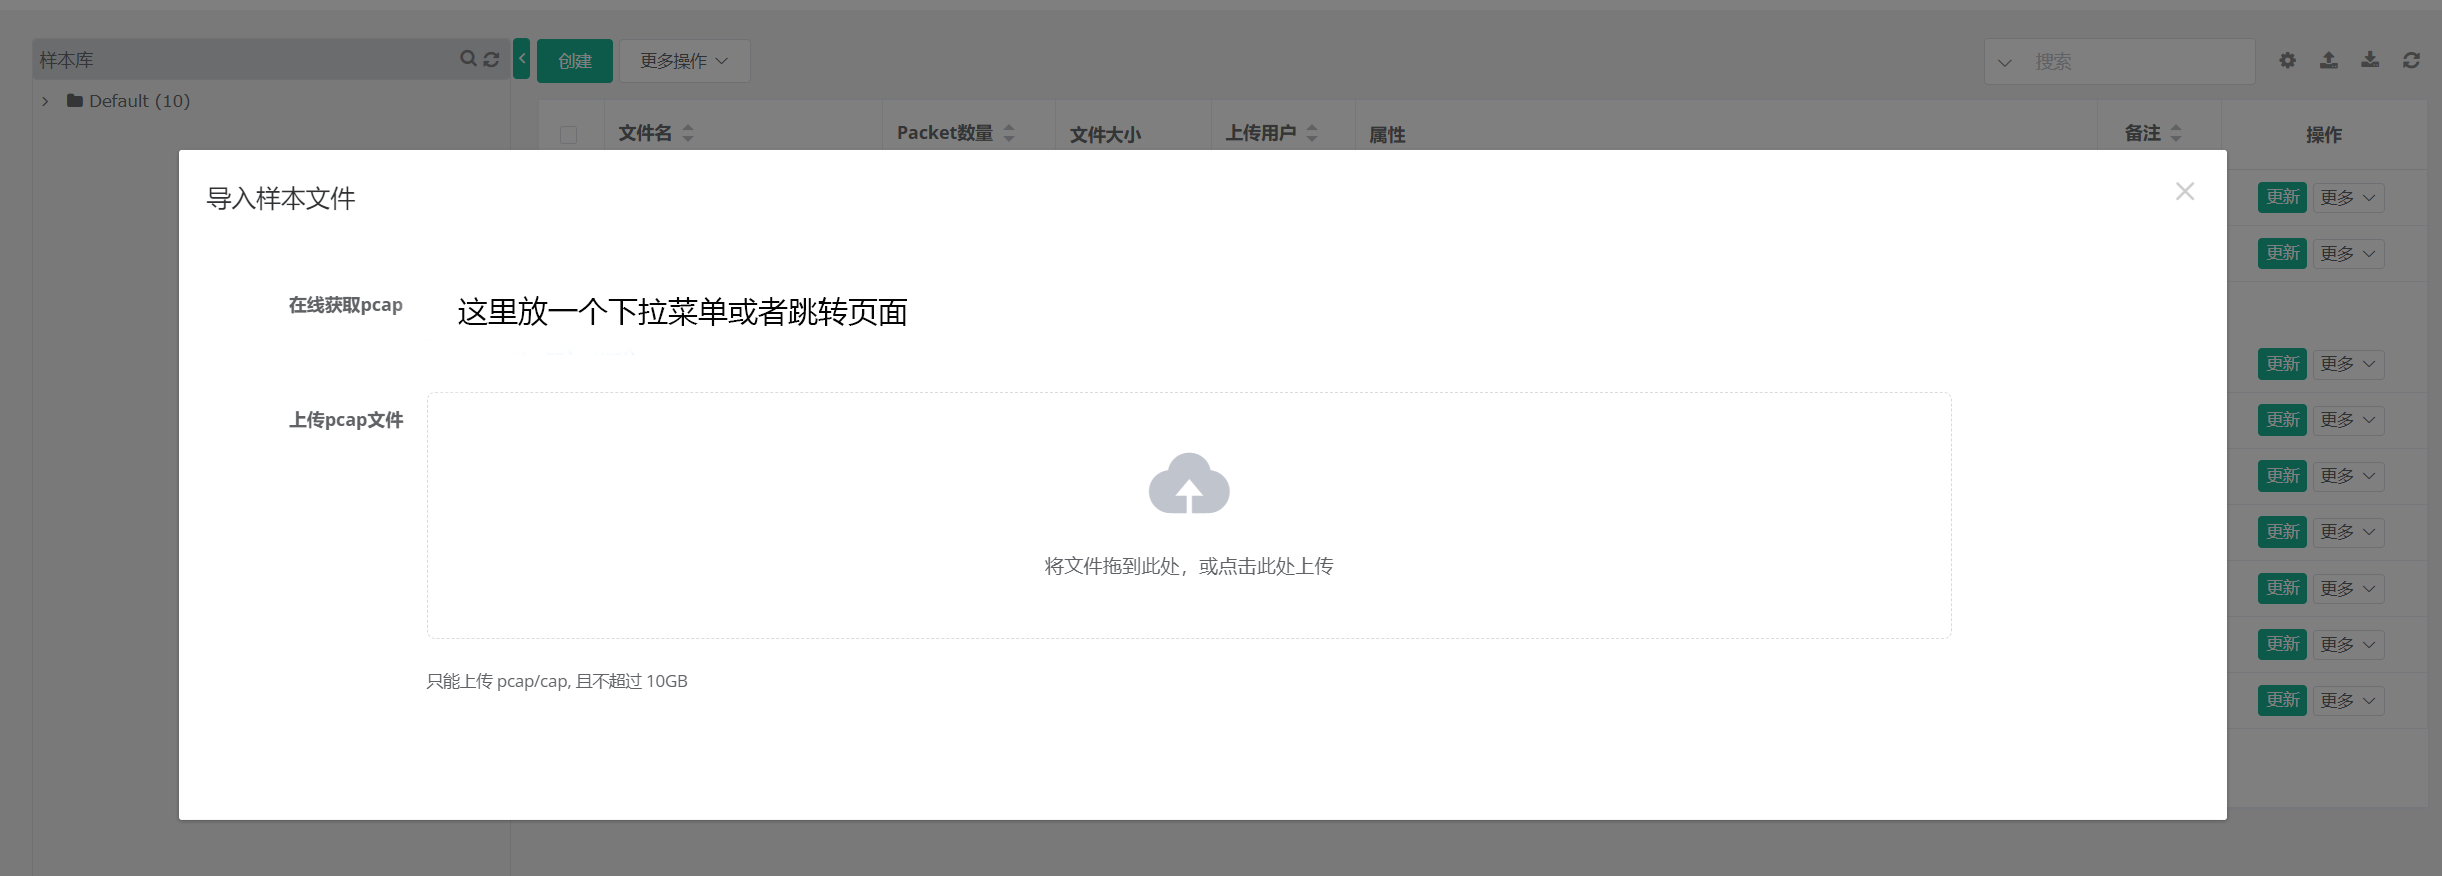 样本库
创建
更多操作
搜索
Default (10)
文件名
Packet数量
文件大小
上传用户
属性
备注
操作
导入样本文件
更新 更多
更新 更多
在线获取pcap
这里放一个下拉菜单或者跳转页面
更新 更多
上传pcap文件
更新 更多
更新 更多
更新 更多
将文件拖到此处，或点击此处上传
更新 更多
更新 更多
只能上传 pcap/cap, 且不超过 10GB
更新 更多